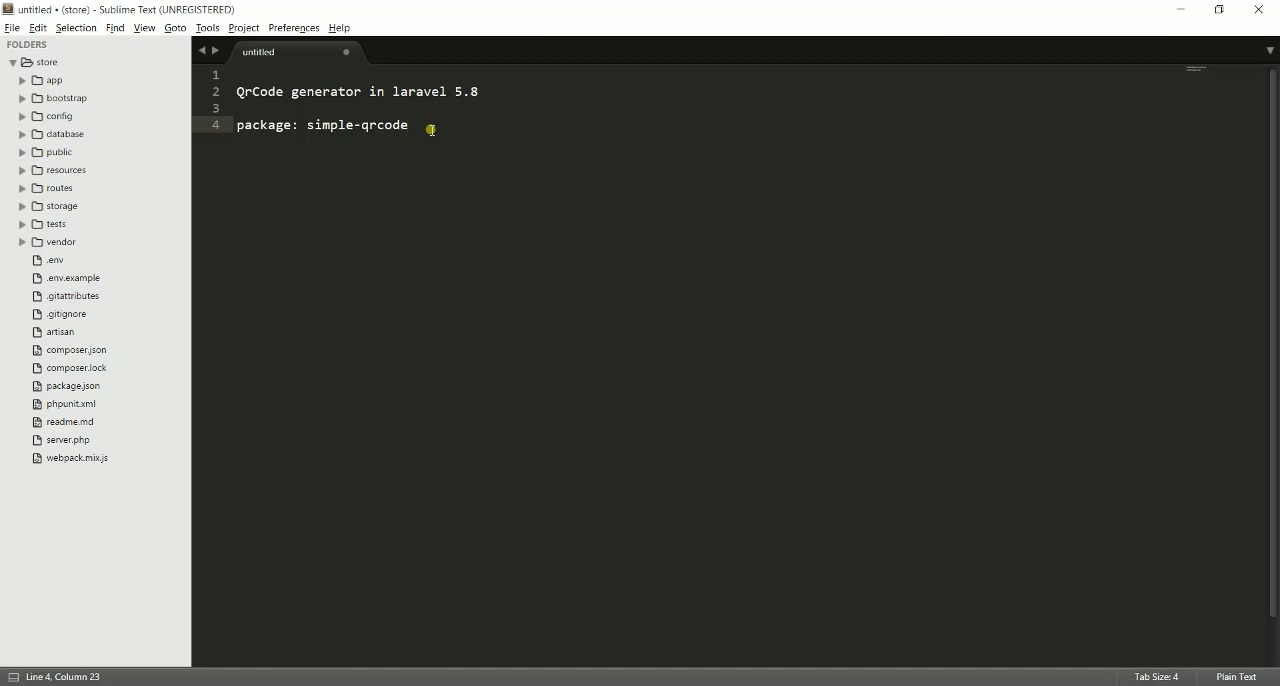 untitled • (store) - Sublime Text (UNREGISTERED)
File Edit Selection Find View Goto Tools Project Preferences Help
FOLDERS
store
app
bootstrap
config
database
public
resources
routes
storage
tests
vendor
.env
.env.example
.gitattributes
.gitignore
artisan
composer.json
composer.lock
package.json
phpunit.xml
readme.md
server.php
webpack.mix.js
untitled
1
2 QrCode generator in laravel 5.8
3
4 package: simple-qrcode
Line 4, Column 23
Tab Size: 4
Plain Text